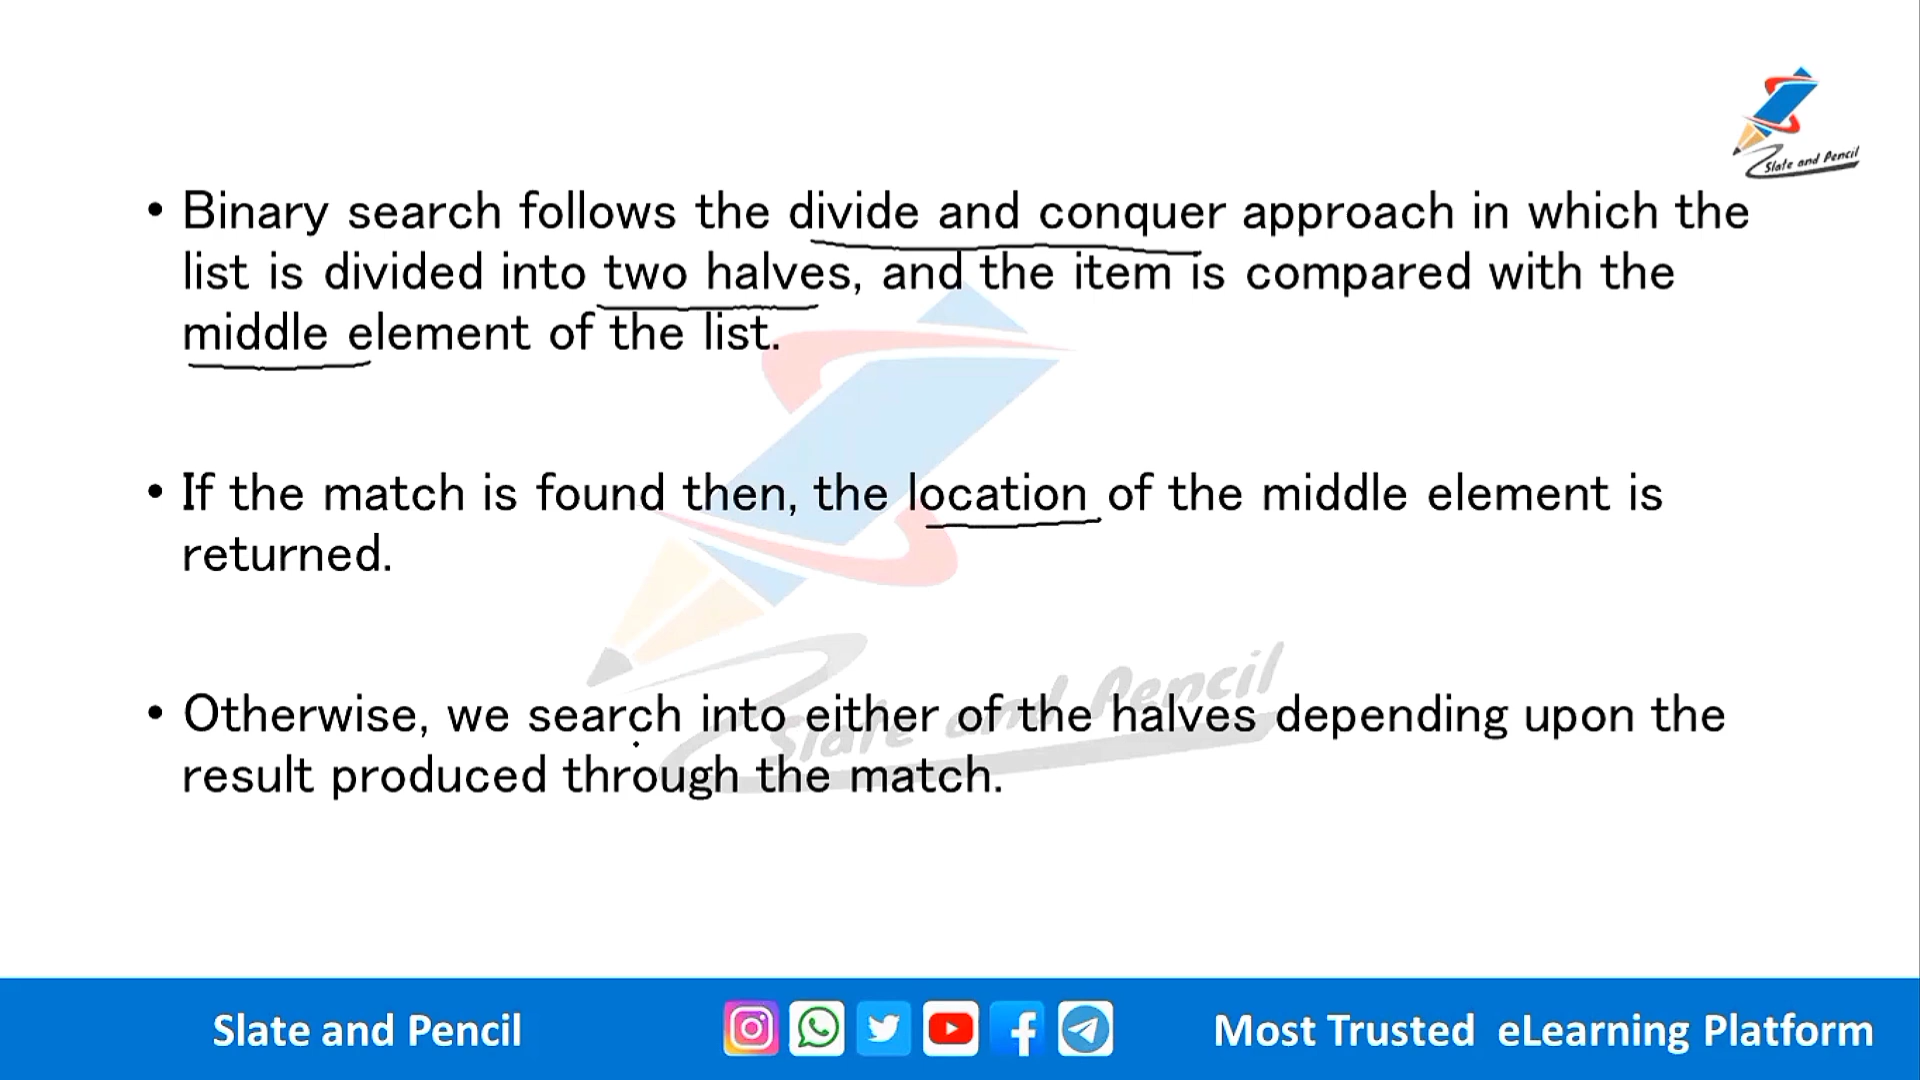 Slate and Pencil
• Binary search follows the divide and conquer approach in which the
list is divided into two halves, and the item is compared with the
middle element of the list.
• If the match is found then, the location of the middle element is
returned.
Slate and Pencil
• Otherwise, we search into either of the halves depending upon the
result produced through the match.
Slate and Pencil
Most Trusted eLearning Platform